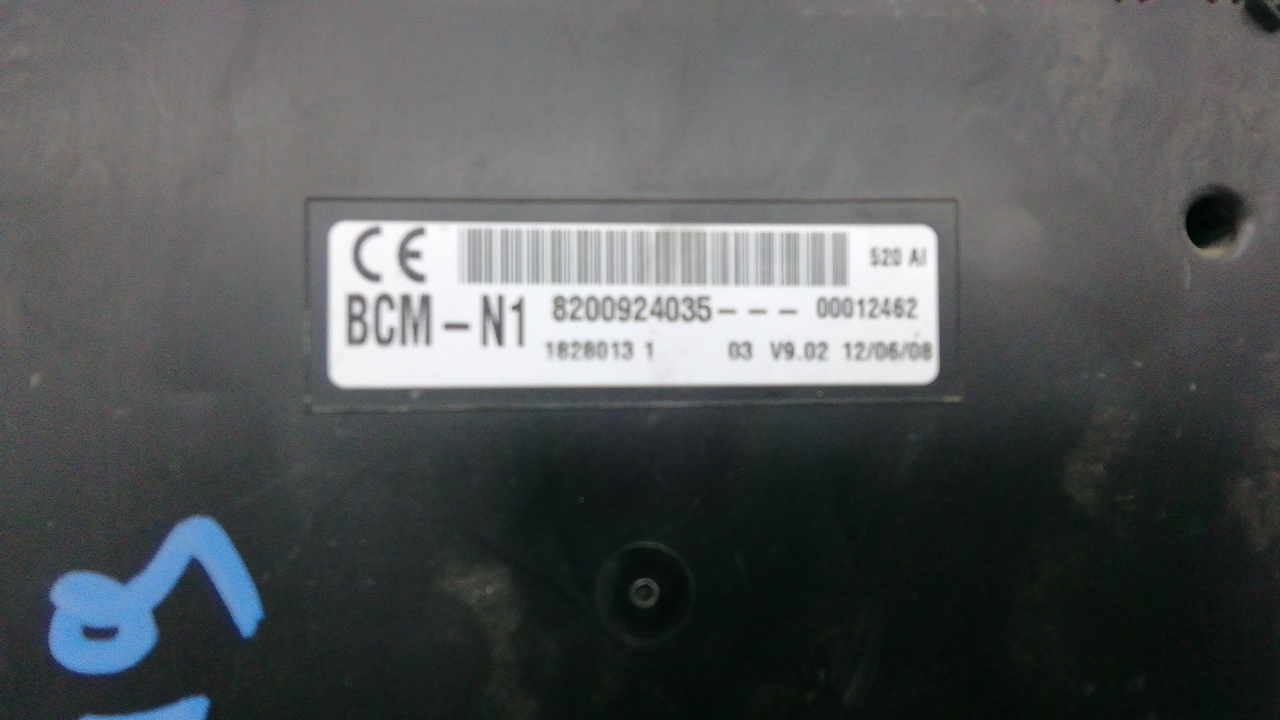 CE 520 AI
BCM-N1 8200924035--- 00012462
1828013 1 03 V9.02 12/06/08